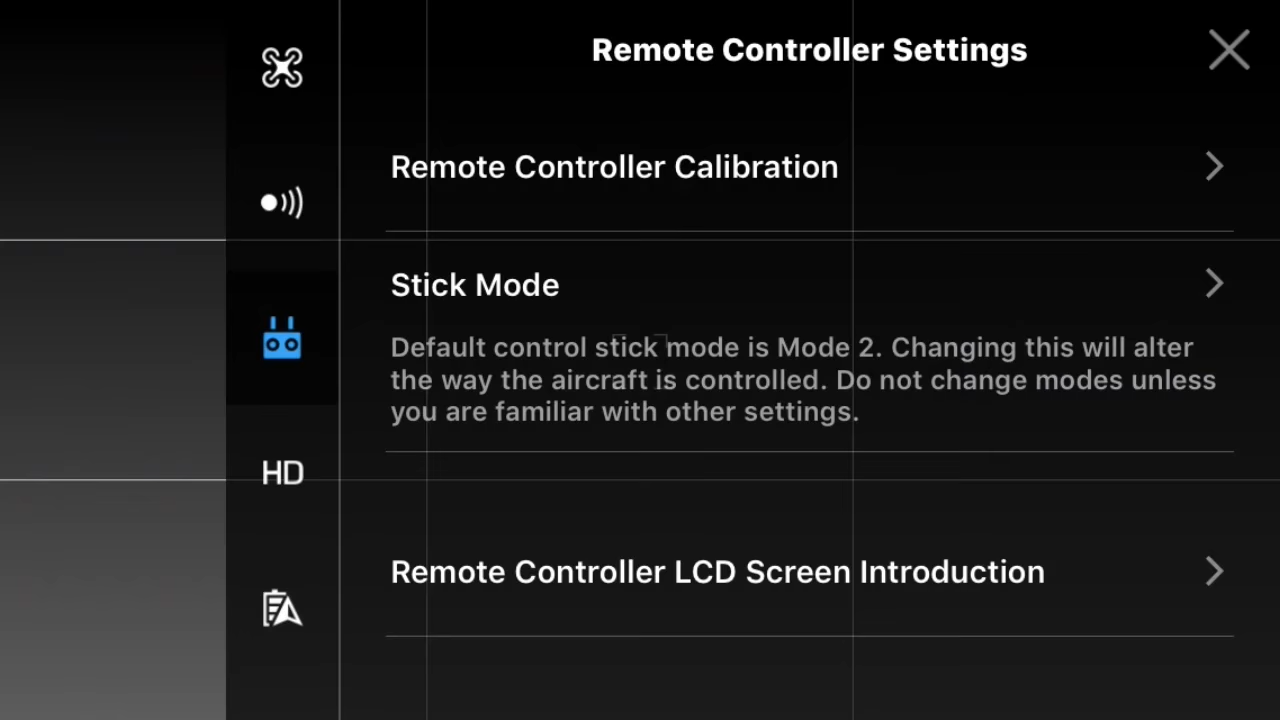 Remote Controller Settings
Remote Controller Calibration
Stick Mode
Default control stick mode is Mode 2. Changing this will alter
the way the aircraft is controlled. Do not change modes unless
you are familiar with other settings.
HD
Remote Controller LCD Screen Introduction